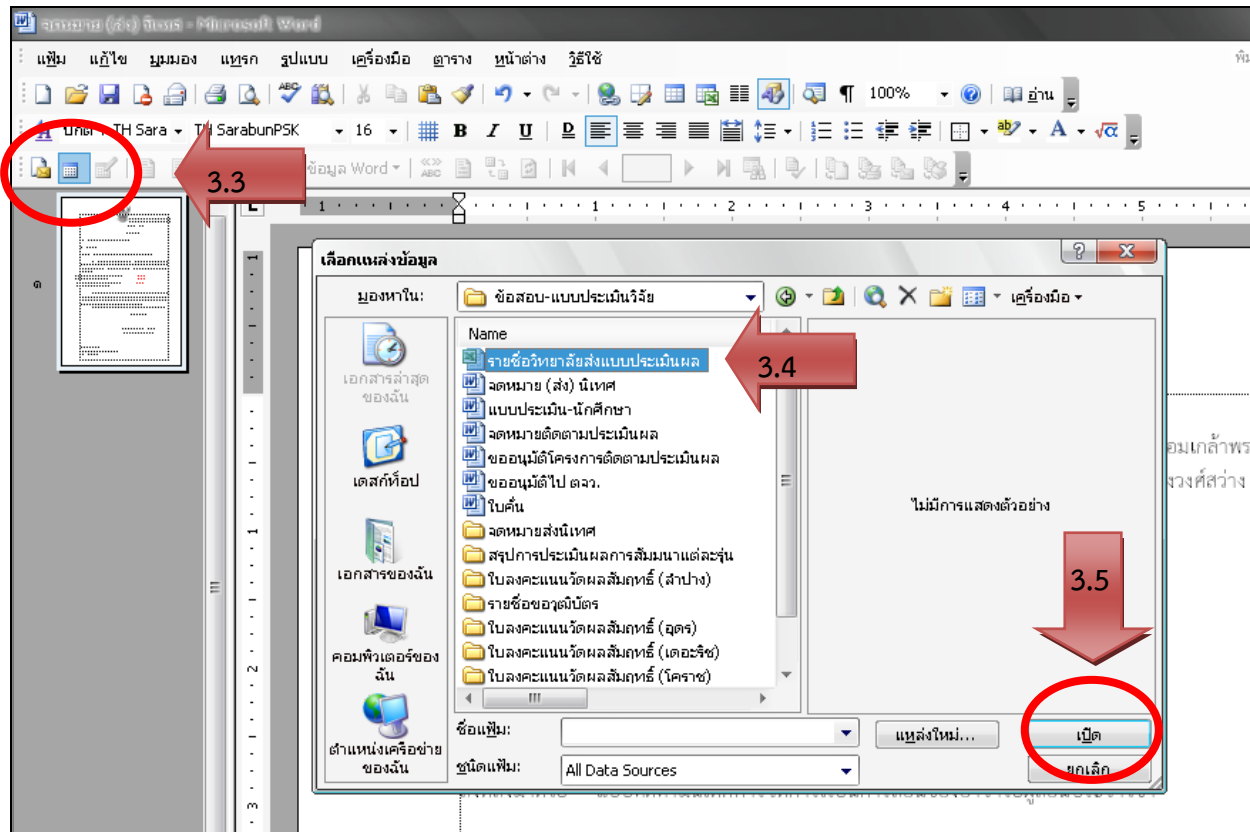 จดหมาย (ส่ง) นิเทศ - Microsoft Word
แฟ้ม แก้ไข มุมมอง แทรก รูปแบบ เครื่องมือ ตาราง หน้าต่าง วิธีใช้
100% อ่าน
TH Sara TH SarabunPSK 16 B I U
3.3 ข้อมูล Word
1 1 2 3 4 5
เลือกแหล่งข้อมูล
มองหาใน: ข้อสอบ-แบบประเมินวิจัย เครื่องมือ
Name
รายชื่อวิทยาลัยส่งแบบประเมินผล
3.4
จดหมาย (ส่ง) นิเทศ
แบบประเมิน-นักศึกษา
จดหมายติดตามประเมินผล
ขออนุมัติโครงการติดตามประเมินผล
ขออนุมัติไป ตจว.
ใบคั่น
จดหมายส่งนิเทศ
สรุปการประเมินผลการสัมมนาแต่ละรุ่น
ใบลงคะแนนวัดผลสัมฤทธิ์ (ลำปาง)
รายชื่อขอวุฒิบัตร
ใบลงคะแนนวัดผลสัมฤทธิ์ (อุดร)
ใบลงคะแนนวัดผลสัมฤทธิ์ (เดอะริช)
ใบลงคะแนนวัดผลสัมฤทธิ์ (โคราช)
เอกสารล่าสุด
ของฉัน
เดสก์ท็อป
เอกสารของฉัน
คอมพิวเตอร์ของ
ฉัน
ตำแหน่งเครือข่าย
ของฉัน
ไม่มีการแสดงตัวอย่าง
3.5
ชื่อแฟ้ม: แหล่งใหม่... เปิด
ชนิดแฟ้ม: All Data Sources ยกเลิก
๑